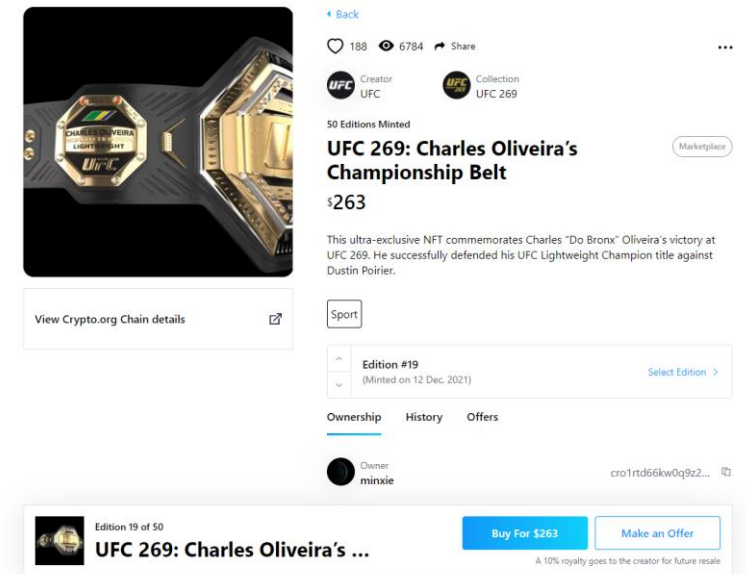 Back
188 6784 Share
Creator
UFC
Collection
UFC 269
50 Editions Minted
UFC 269: Charles Oliveira's
Championship Belt
Marketplace
$263
This ultra-exclusive NFT commemorates Charles "Do Bronx" Oliveira's victory at
UFC 269. He successfully defended his UFC Lightweight Champion title against
Dustin Poirier.
Sport
Edition #19
(Minted on 12 Dec, 2021)
Select Edition
Ownership History Offers
Owner
minxie
cro1rtd66kw0q9z2...
CHARLES OLIVEIRA
LIGHTWEIGHT
UFC
View Crypto.org Chain details
Edition 19 of 50
UFC 269: Charles Oliveira's ...
Buy For $263
Make an Offer
A 10% royalty goes to the creator for future resale